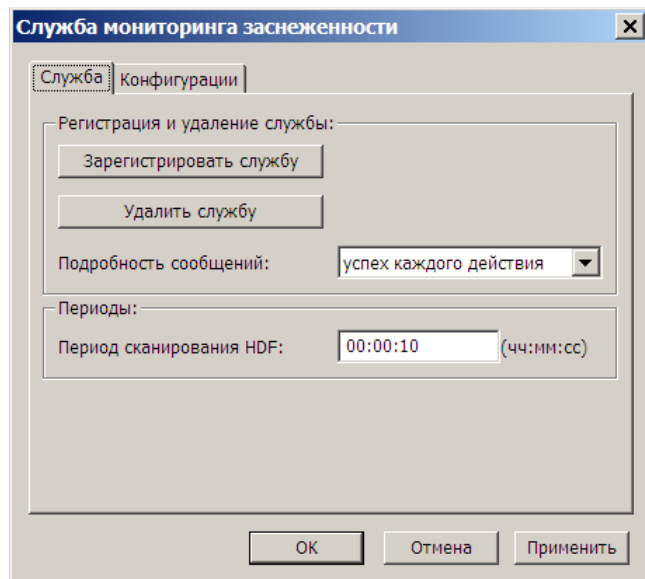 Служба мониторинга заснеженности
Служба Конфигурации
Регистрация и удаление службы:
Зарегистрировать службу
Удалить службу
Подробность сообщений: успех каждого действия
Периоды:
Период сканирования HDF: 00:00:10 (чч:мм:сс)
OK Отмена Применить